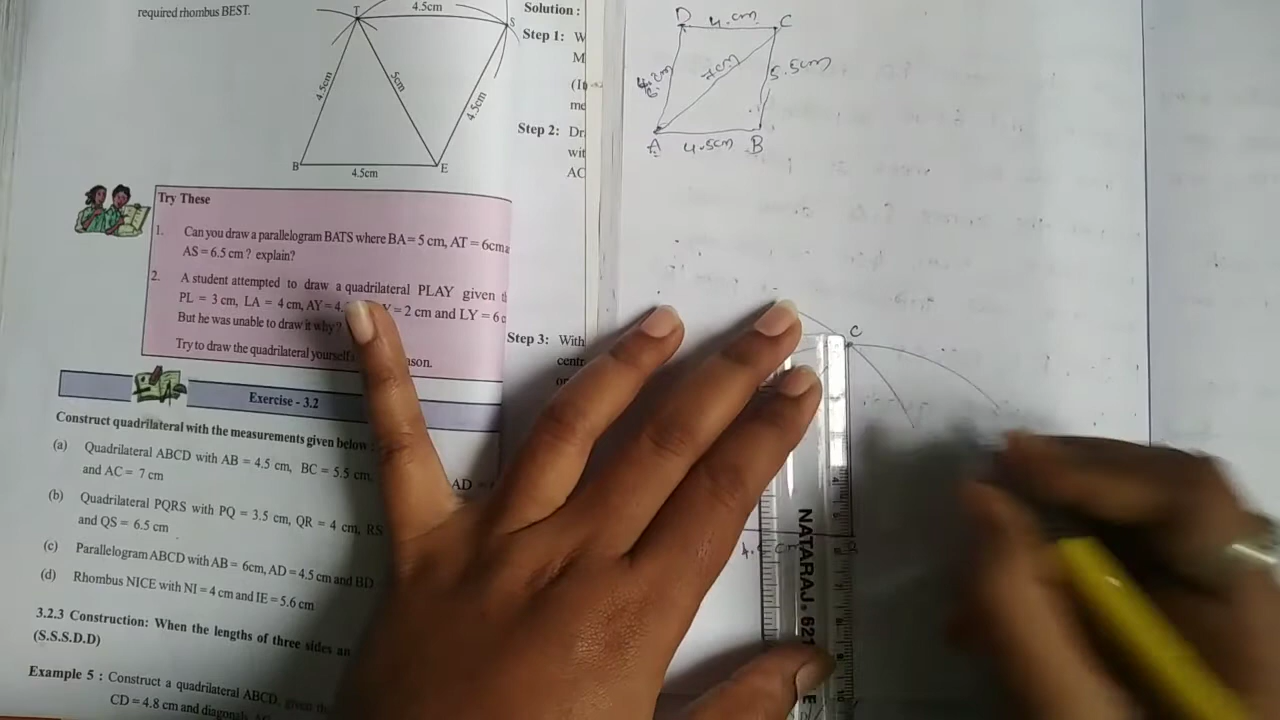 required rhombus BEST.
T
4.5cm
S
4.5cm
5cm
4.5cm
B
E
4.5cm
Try These
1. Can you draw a parallelogram BATS where BA = 5 cm, AT = 6cm
AS = 6.5 cm ? explain?
2. A student attempted to draw a quadrilateral PLAY given
PL = 3 cm, LA = 4 cm, AY = 4. = 2 cm and LY = 6
But he was unable to draw it why?
Try to draw the quadrilateral yourself
Exercise - 3.2
Construct quadrilateral with the measurements given below :
(a) Quadrilateral ABCD with AB = 4.5 cm, BC = 5.5 cm, AD =
and AC = 7 cm
(b) Quadrilateral PQRS with PQ = 3.5 cm, QR = 4 cm, RS
and QS = 6.5 cm
(c) Parallelogram ABCD with AB = 6cm, AD = 4.5 cm and BD
(d) Rhombus NICE with NI = 4 cm and IE = 5.6 cm
3.2.3 Construction: When the lengths of three sides an
(S.S.S.D.D)
Example 5 : Construct a quadrilateral ABCD, given
CD = 4.8 cm and
Solution :
Step 1:
Step 2:
wit
AC
Step 3: With
D
4.cm
C
7cm
5.5cm
A
4.5cm
B
C
NATARAJ